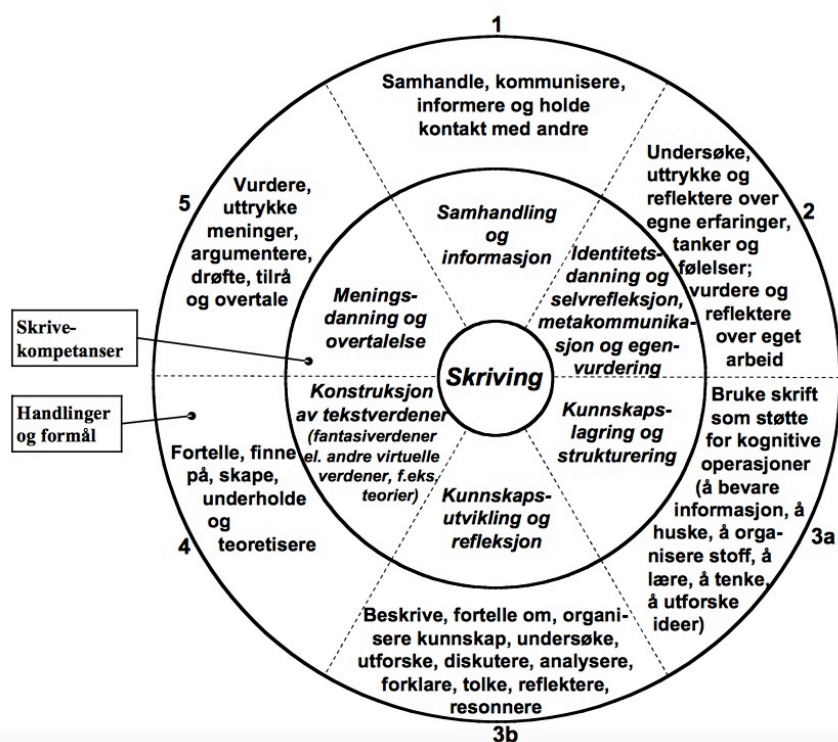 1
Samhandle, kommunisere,
informere og holde
kontakt med andre
2
Undersøke,
uttrykke og
reflektere over
egne erfaringer,
tanker og
følelser;
vurdere og
reflektere
over eget
arbeid
3a
Bruke skrift
som støtte
for kognitive
operasjoner
(å bevare
informasjon, å
huske, å orga-
nisere stoff, å
lære, å tenke,
å utforske
ideer)
3b
Beskrive, fortelle om, organi-
sere kunnskap, undersøke,
utforske, diskutere, analysere,
forklare, tolke, reflektere,
resonnere
4
Fortelle, finne
på, skape,
underholde
og
teoretisere
5
Vurdere,
uttrykke
meninger,
argumentere,
drøfte, tilrå
og overtale
Samhandling
og
informasjon
Identitets-
danning og
selvrefleksjon,
metakommunika-
sjon og egen-
vurdering
Kunnskaps-
lagring og
strukturering
Kunnskaps-
utvikling og
refleksjon
Konstruksjon
av tekstverdener
(fantasiverdener
el. andre virtuelle
verdener, f.eks.
teorier)
Menings-
danning og
overtalelse
Skriving
Skrive-
kompetanser
Handlinger
og formål